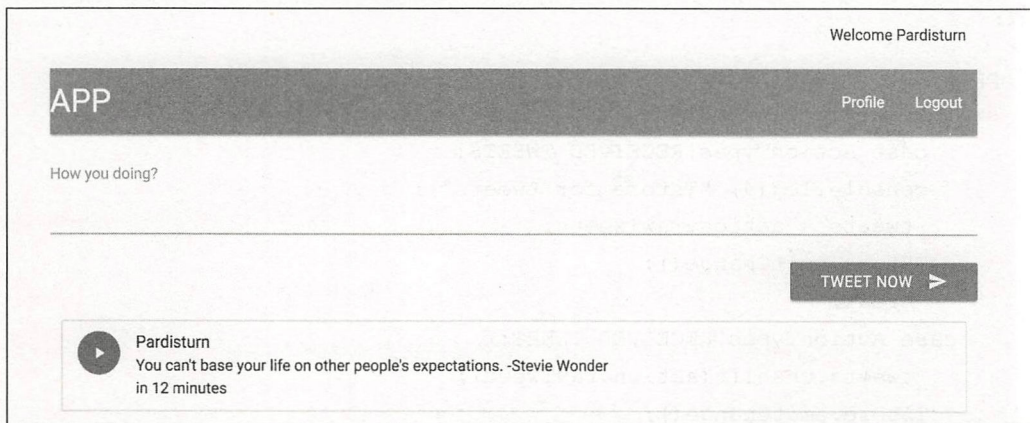 Welcome Pardisturn
APP
Profile Logout
How you doing?
TWEET NOW
Pardisturn
You can't base your life on other people's expectations. -Stevie Wonder
in 12 minutes